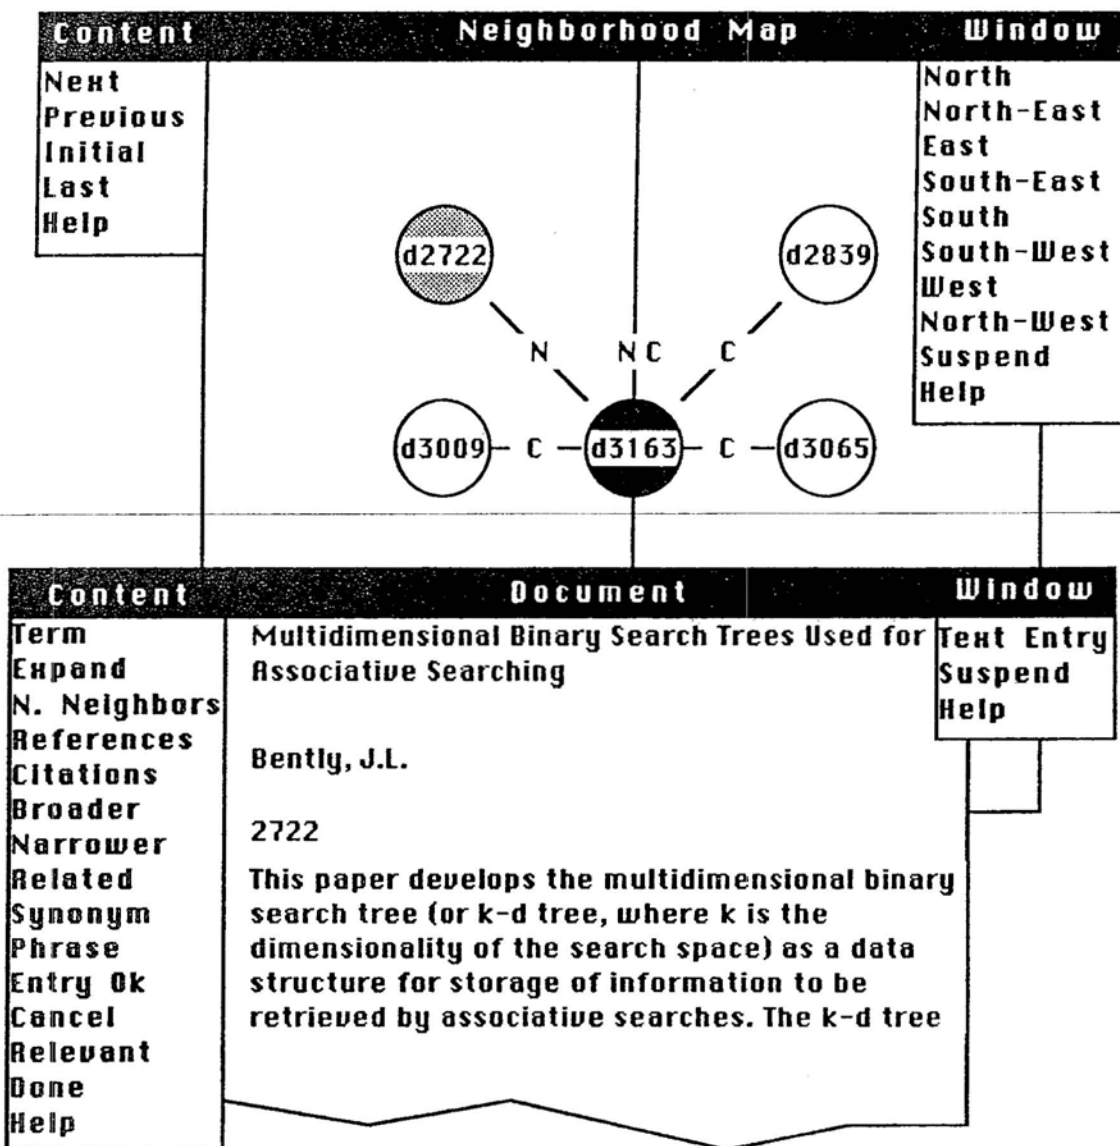 Content
Neighborhood Map
Window
Next
Previous
Initial
Last
Help
North
North-East
East
South-East
South
South-West
West
North-West
Suspend
Help
d2722
d2839
N
N C
C
d3009
C
d3163
C
d3065
Content
Document
Window
Term
Expand
N. Neighbors
References
Citations
Broader
Narrower
Related
Synonym
Phrase
Entry Ok
Cancel
Relevant
Done
Help
Multidimensional Binary Search Trees Used for
Associative Searching
Bently, J.L.
2722
This paper develops the multidimensional binary
search tree (or k-d tree, where k is the
dimensionality of the search space) as a data
structure for storage of information to be
retrieved by associative searches. The k-d tree
Text Entry
Suspend
Help